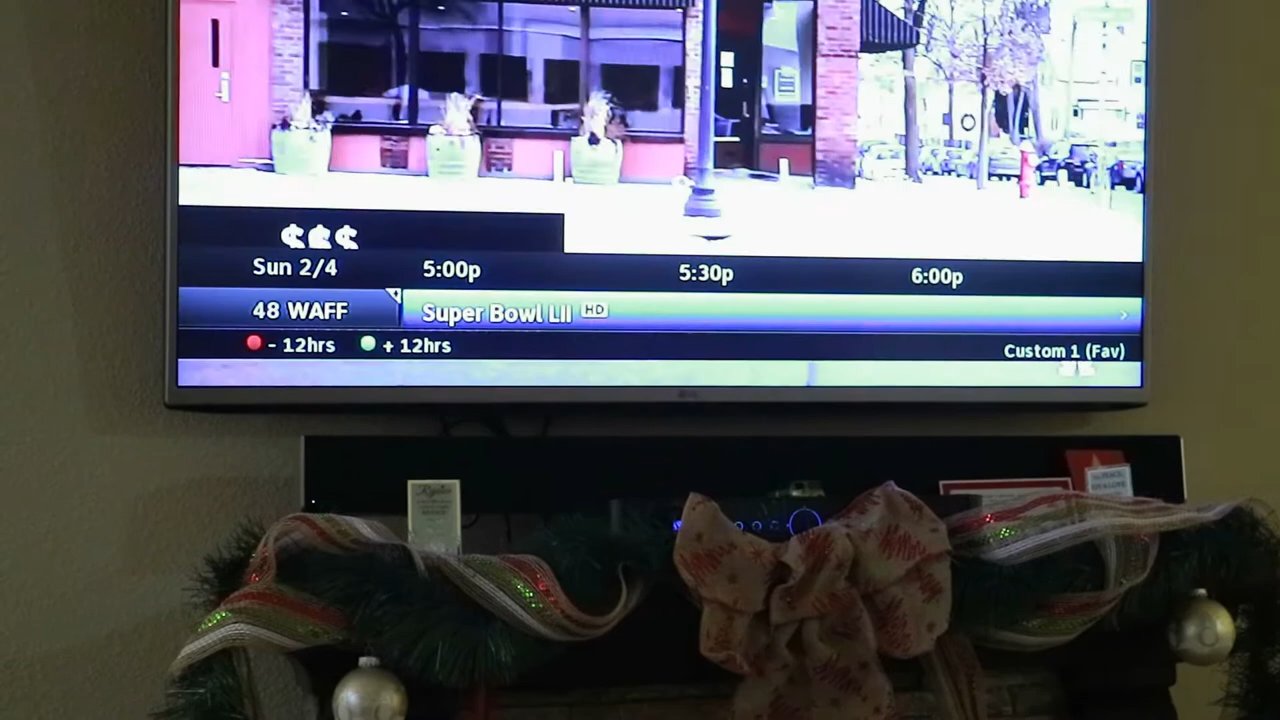 Sun 2/4 5:00p 5:30p 6:00p
48 WAFF Super Bowl LII HD
- 12hrs + 12hrs
Custom 1 (Fav)